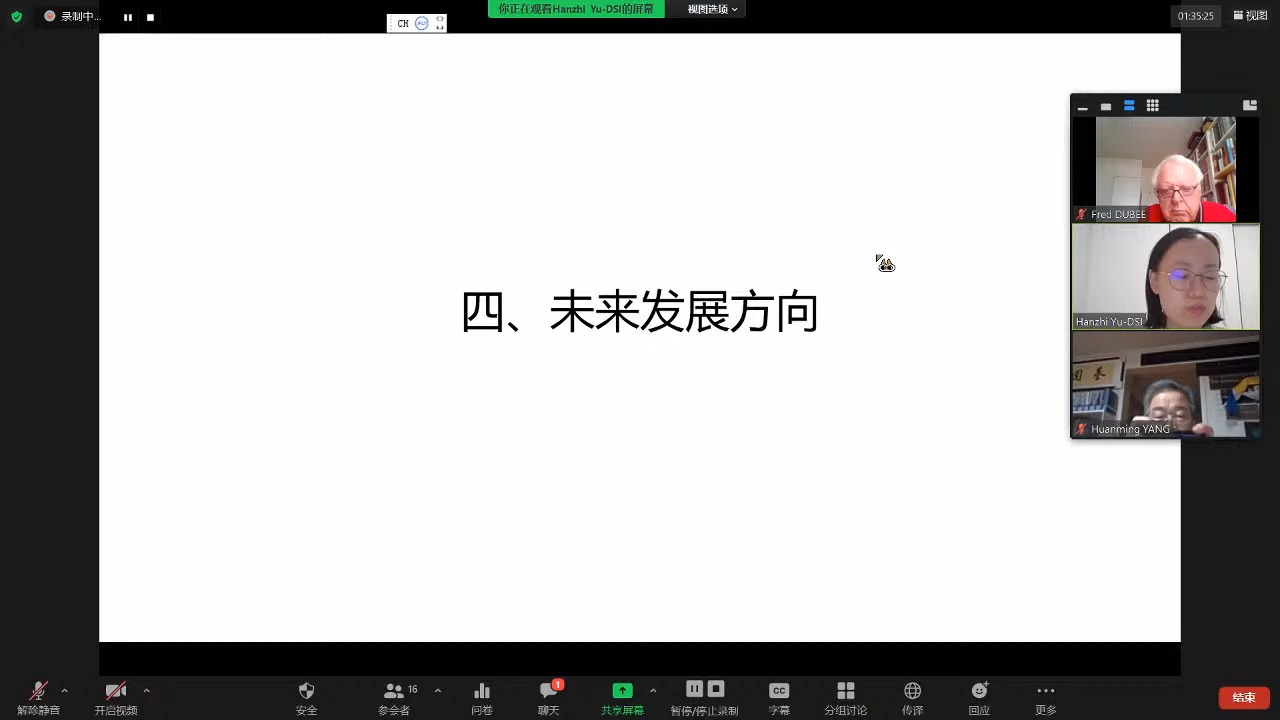 录制中...
CH
你正在观看Hanzhi Yu-DSI的屏幕
视图选项
01:35:25
视图
Fred DUBEE
四、未来发展方向
Hanzhi Yu-DSI
Huanming YANG
解除静音
开启视频
安全
16
参会者
问卷
1
聊天
共享屏幕
暂停/停止录制
CC
字幕
分组讨论
传译
回应
更多
结束